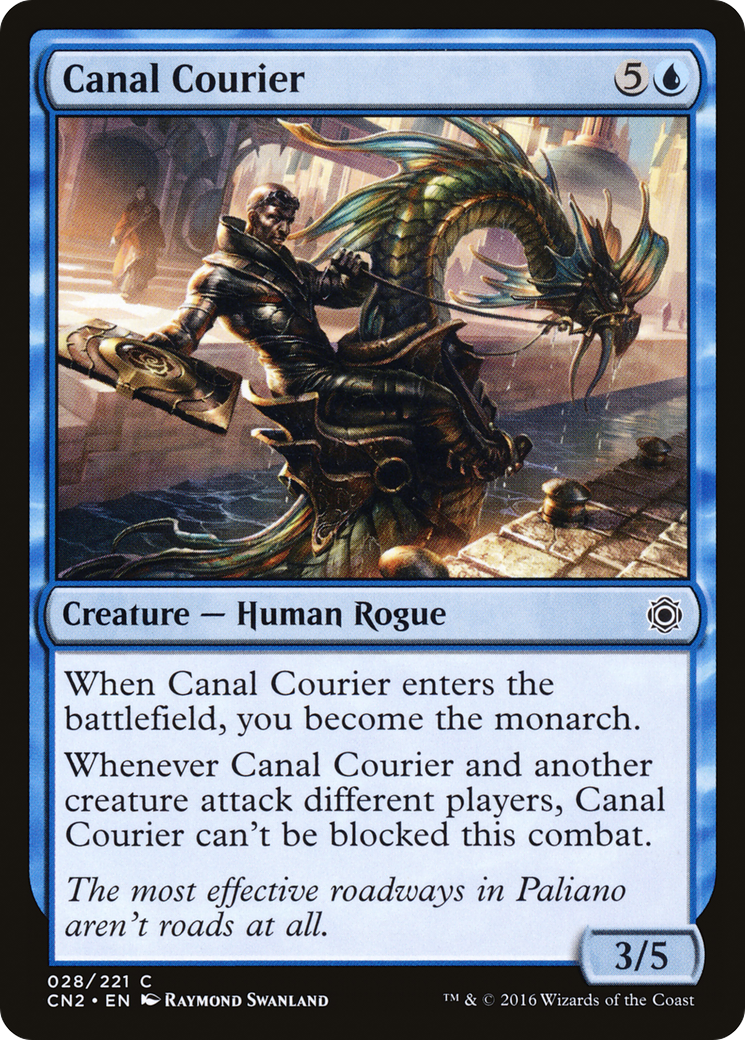 Canal Courier 5
Creature — Human Rogue
When Canal Courier enters the
battlefield, you become the monarch.
Whenever Canal Courier and another
creature attack different players, Canal
Courier can't be blocked this combat.
The most effective roadways in Paliano
aren't roads at all.
3/5
028/221 C
CN2 • EN Raymond Swanland
™ & © 2016 Wizards of the Coast